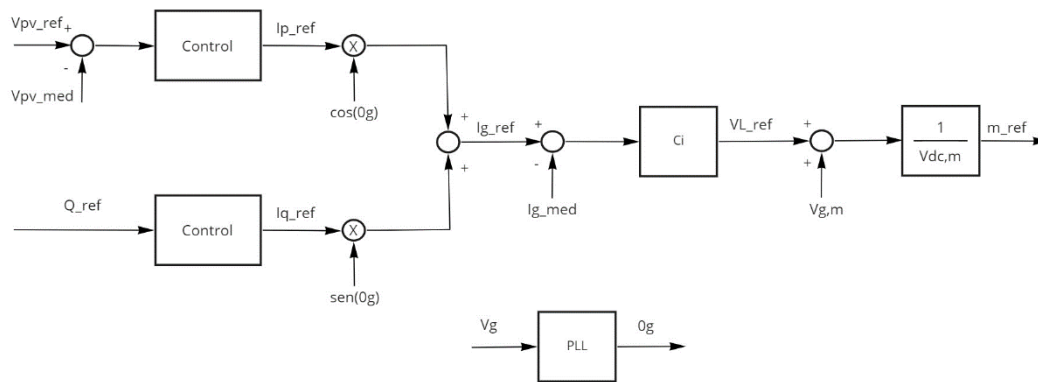 Vpv_ref
+
-
Vpv_med
Control
Ip_ref
X
cos(0g)
Q_ref
Control
Iq_ref
X
sen(0g)
+
+
Ig_ref
+
-
Ig_med
Ci
VL_ref
+
+
Vg,m
1
Vdc,m
m_ref
Vg
PLL
0g